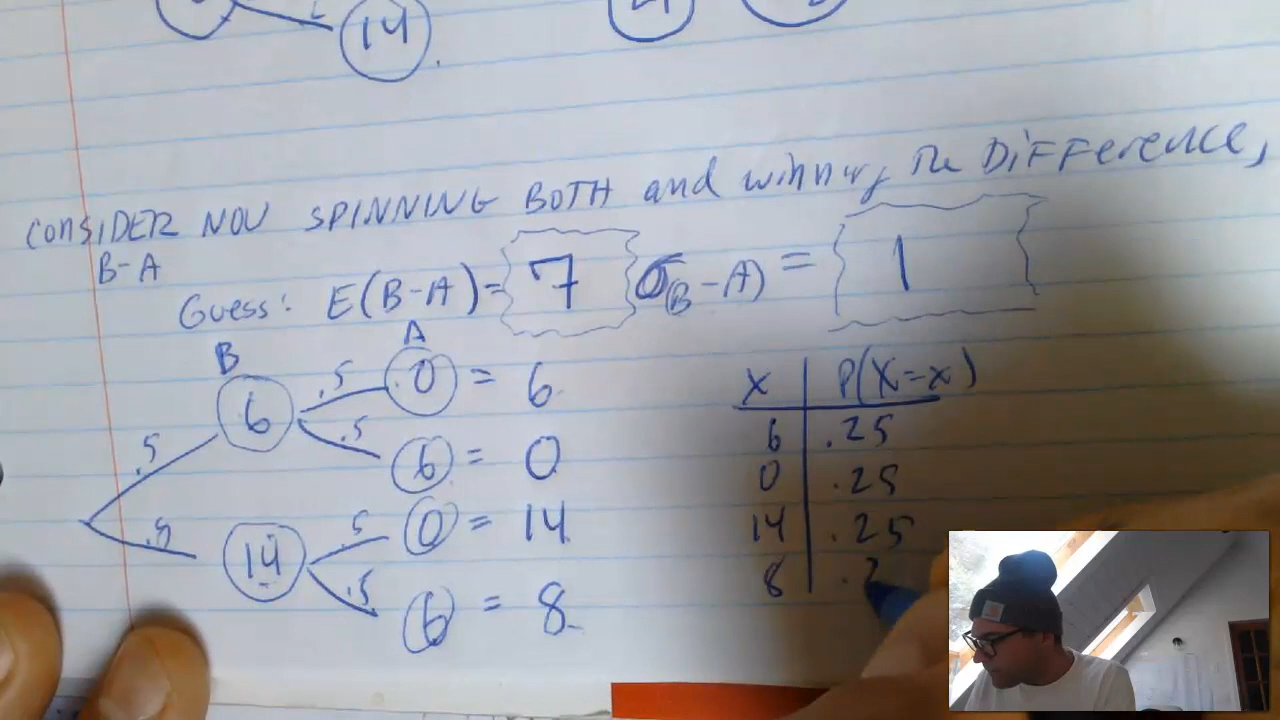 14.
CONSIDER NOW SPINNING BOTH and winning The DIFFerence,
B-A
Guess: E(B-A)= 7 σ(B-A) = 1
B A
.5 6 .5 0 = 6
.5 6 = 0
.5 14 .5 0 = 14
.5 6 = 8
X P(X=x)
6 .25
0 .25
14 .25
8 .2